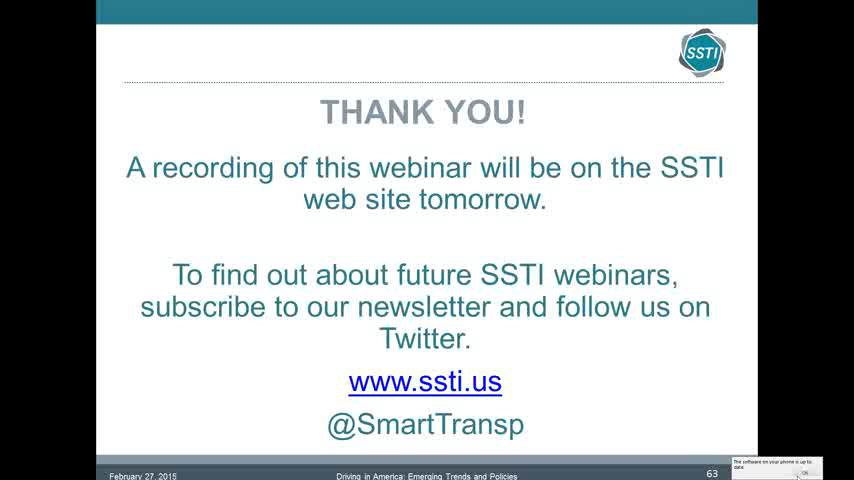 SSTI
THANK YOU!
A recording of this webinar will be on the SSTI
web site tomorrow.
To find out about future SSTI webinars,
subscribe to our newsletter and follow us on
Twitter.
www.ssti.us
@SmartTransp
February 27, 2015
Driving in America: Emerging Trends and Policies
63
The software on your phone is up to
date
OK